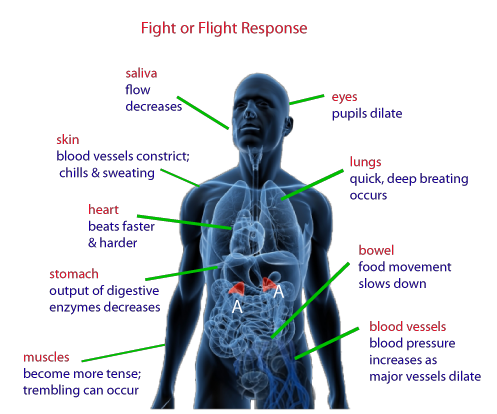 Fight or Flight Response
saliva
flow
decreases
eyes
pupils dilate
skin
blood vessels constrict;
chills & sweating
lungs
quick, deep breating
occurs
heart
beats faster
& harder
bowel
food movement
slows down
stomach
output of digestive
enzymes decreases
A
A
blood vessels
blood pressure
increases as
major vessels dilate
muscles
become more tense;
trembling can occur